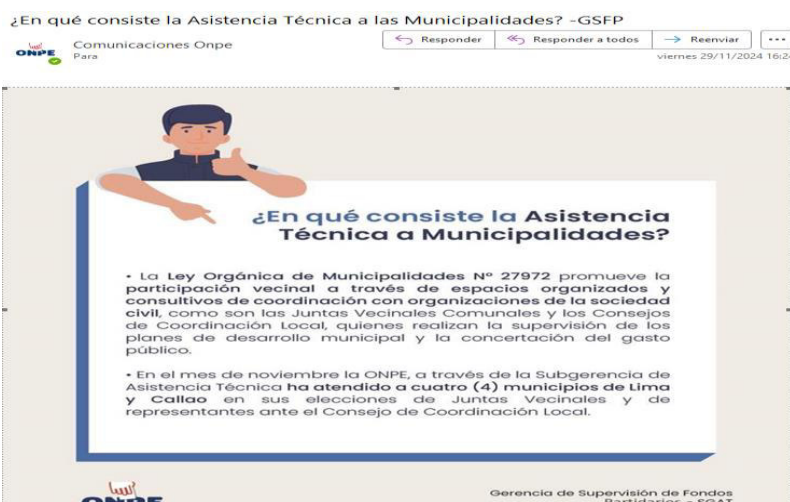 ¿En qué consiste la Asistencia Técnica a las Municipalidades? -GSFP
ONPE
Comunicaciones Onpe
Para
Responder
Responder a todos
Reenviar
viernes 29/11/2024 16:24
¿En qué consiste la Asistencia
Técnica a Municipalidades?
• La Ley Orgánica de Municipalidades N° 27972 promueve la
participación vecinal a través de espacios organizados y
consultivos de coordinación con organizaciones de la sociedad
civil, como son las Juntas Vecinales Comunales y los Consejos
de Coordinación Local, quienes realizan la supervisión de los
planes de desarrollo municipal y la concertación del gasto
público.
• En el mes de noviembre la ONPE, a través de la Subgerencia de
Asistencia Técnica ha atendido a cuatro (4) municipios de Lima
y Callao en sus elecciones de Juntas Vecinales y de
representantes ante el Consejo de Coordinación Local.
ONPE
Gerencia de Supervisión de Fondos
Partidarios - SGAT